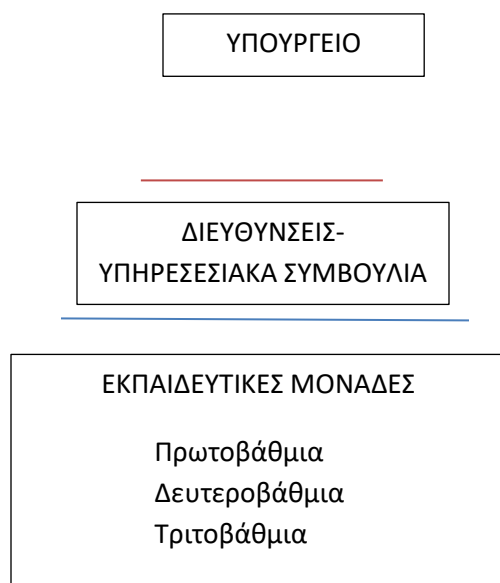 ΥΠΟΥΡΓΕΙΟ
ΔΙΕΥΘΥΝΣΕΙΣ-
ΥΠΗΡΕΣΕΣΙΑΚΑ ΣΥΜΒΟΥΛΙΑ
ΕΚΠΑΙΔΕΥΤΙΚΕΣ ΜΟΝΑΔΕΣ
Πρωτοβάθμια
Δευτεροβάθμια
Τριτοβάθμια